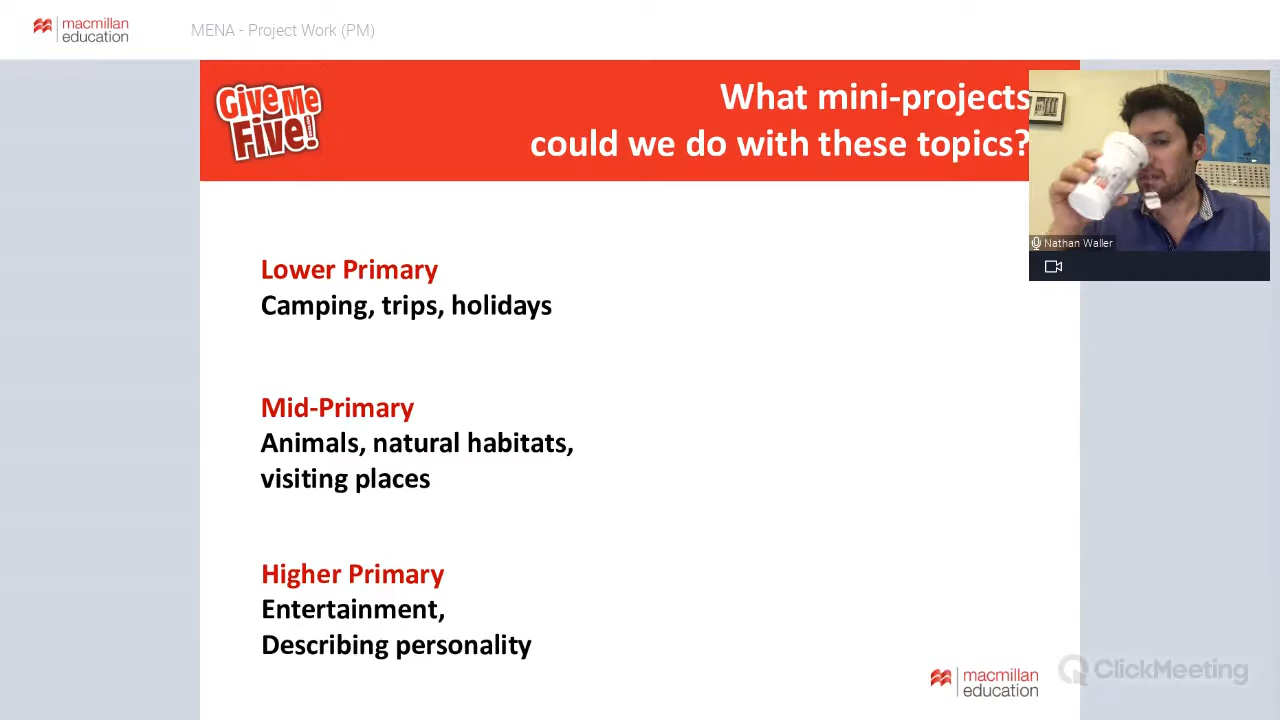 macmillan
education
MENA - Project Work (PM)
Give Me
Five!
What mini-projects
could we do with these topics?
Nathan Waller
Lower Primary
Camping, trips, holidays
Mid-Primary
Animals, natural habitats,
visiting places
Higher Primary
Entertainment,
Describing personality
macmillan
education
ClickMeeting